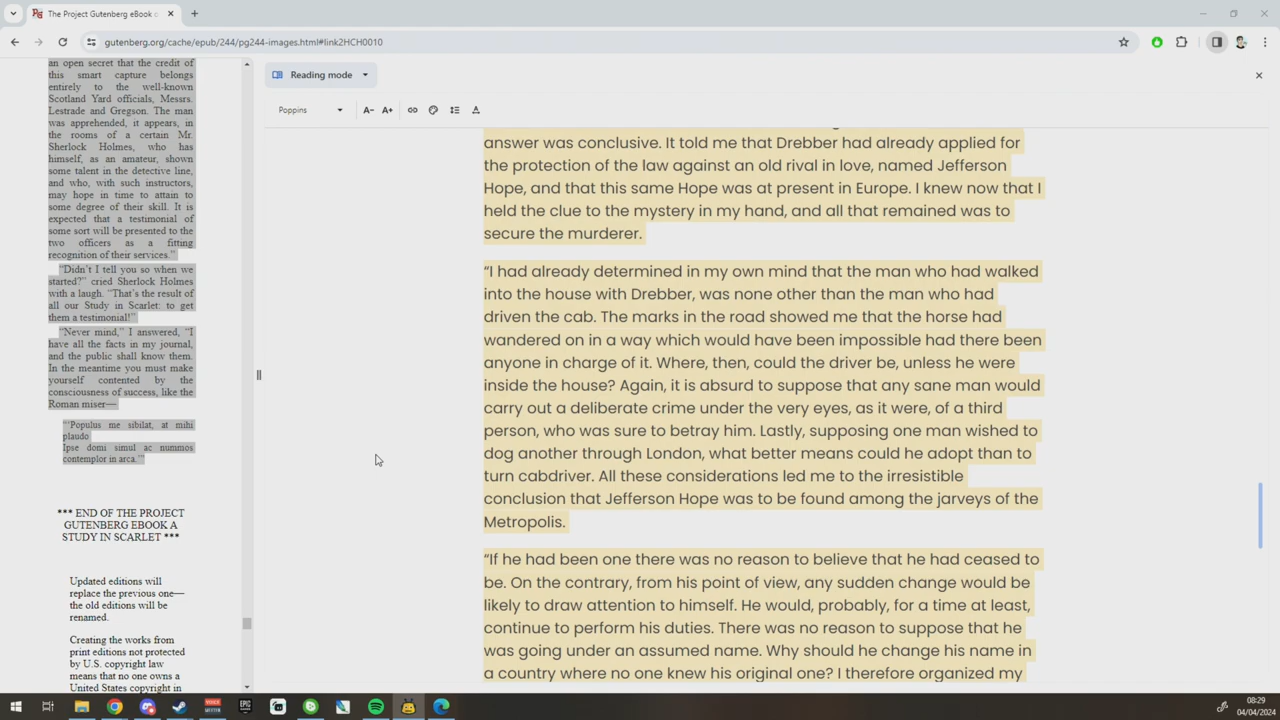 The Project Gutenberg eBook o
gutenberg.org/cache/epub/244/pg244-images.html#link2HCH0010
an open secret that the credit of
this smart capture belongs
entirely to the well-known
Scotland Yard officials, Messrs.
Lestrade and Gregson. The man
was apprehended, it appears, in
the rooms of a certain Mr.
Sherlock Holmes, who has
himself, as an amateur, shown
some talent in the detective line,
and who, with such instructors,
may hope in time to attain to
some degree of their skill. It is
expected that a testimonial of
some sort will be presented to the
two officers as a fitting
recognition of their services.”
“Didn’t I tell you so when we
started?” cried Sherlock Holmes
with a laugh. “That’s the result of
all our Study in Scarlet: to get
them a testimonial!”
“Never mind,” I answered, “I
have all the facts in my journal,
and the public shall know them.
In the meantime you must make
yourself contented by the
consciousness of success, like the
Roman miser—
“‘Populus me sibilat, at mihi
plaudo
Ipse domi simul ac nummos
contemplor in arca.’”
*** END OF THE PROJECT
GUTENBERG EBOOK A
STUDY IN SCARLET ***
Updated editions will
replace the previous one—
the old editions will be
renamed.
Creating the works from
print editions not protected
by U.S. copyright law
means that no one owns a
United States copyright in
Reading mode
Poppins
A-
A+
answer was conclusive. It told me that Drebber had already applied for
the protection of the law against an old rival in love, named Jefferson
Hope, and that this same Hope was at present in Europe. I knew now that I
held the clue to the mystery in my hand, and all that remained was to
secure the murderer.
“I had already determined in my own mind that the man who had walked
into the house with Drebber, was none other than the man who had
driven the cab. The marks in the road showed me that the horse had
wandered on in a way which would have been impossible had there been
anyone in charge of it. Where, then, could the driver be, unless he were
inside the house? Again, it is absurd to suppose that any sane man would
carry out a deliberate crime under the very eyes, as it were, of a third
person, who was sure to betray him. Lastly, supposing one man wished to
dog another through London, what better means could he adopt than to
turn cabdriver. All these considerations led me to the irresistible
conclusion that Jefferson Hope was to be found among the jarveys of the
Metropolis.
“If he had been one there was no reason to believe that he had ceased to
be. On the contrary, from his point of view, any sudden change would be
likely to draw attention to himself. He would, probably, for a time at least,
continue to perform his duties. There was no reason to suppose that he
was going under an assumed name. Why should he change his name in
a country where no one knew his original one? I therefore organized my
08:29
04/04/2024